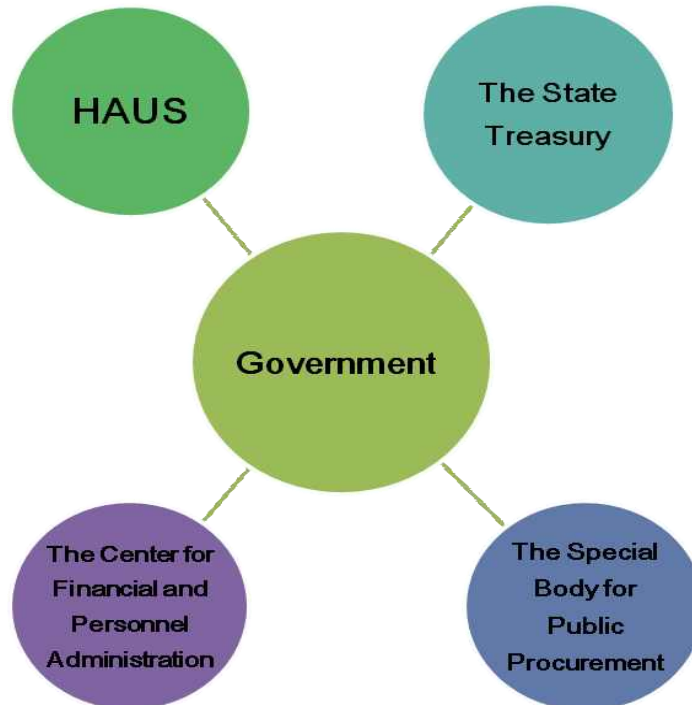 HAUS
The State
Treasury
Government
The Center for
Financial and
Personnel
Administration
The Special
Body for
Public
Procurement